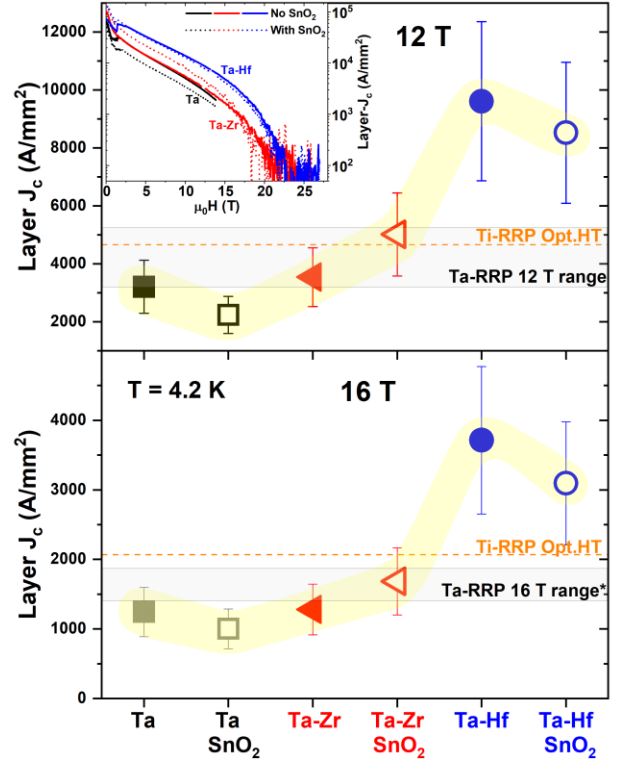 12000
10000
8000
6000
4000
2000
Layer J_c (A/mm²)
12 T
No SnO₂
With SnO₂
Ta-Hf
Ta
Ta-Zr
10⁵
10⁴
10³
10²
Layer-J_c (A/mm²)
0 5 10 15 20 25
μ₀H (T)
Ti-RRP Opt.HT
Ta-RRP 12 T range
T = 4.2 K
16 T
4000
3000
2000
1000
0
Layer J_c (A/mm²)
Ti-RRP Opt.HT
Ta-RRP 16 T range*
Ta Ta Ta-Zr Ta-Zr Ta-Hf Ta-Hf
SnO₂ SnO₂ SnO₂